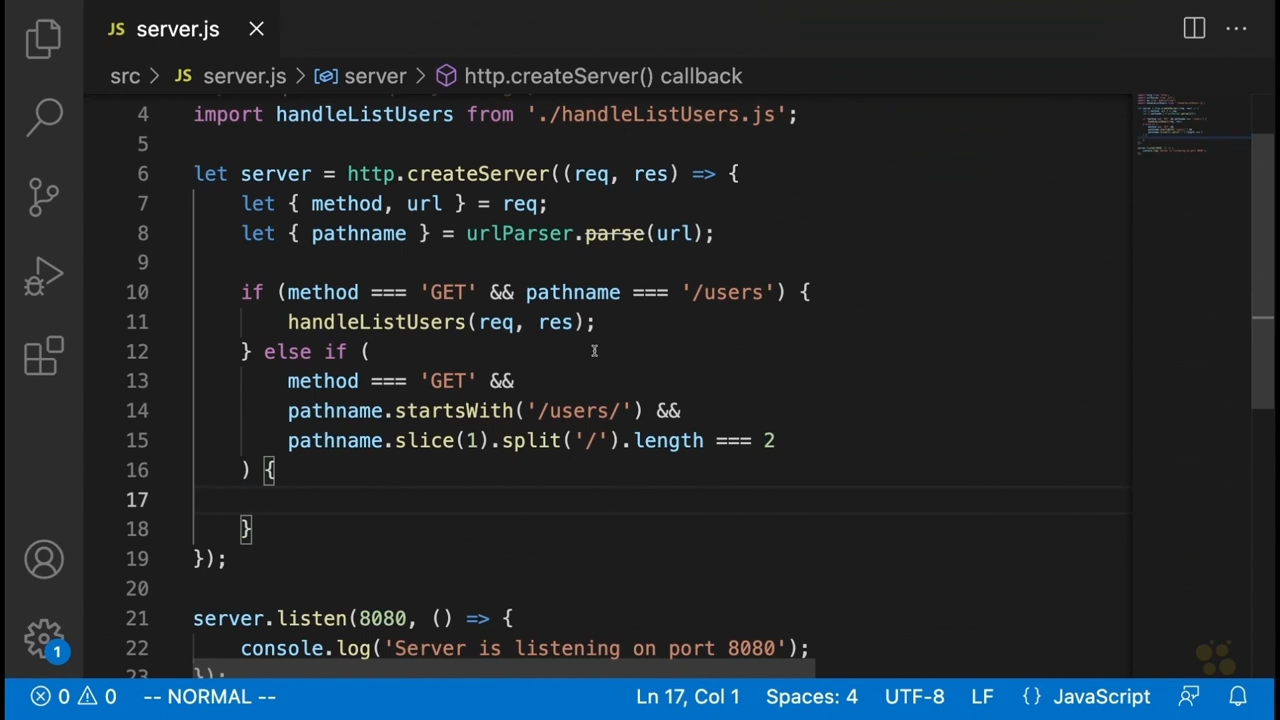 JS server.js
src > JS server.js > server > http.createServer() callback
4 import handleListUsers from './handleListUsers.js';
5
6 let server = http.createServer((req, res) => {
7 let { method, url } = req;
8 let { pathname } = urlParser.parse(url);
9
10 if (method === 'GET' && pathname === '/users') {
11 handleListUsers(req, res);
12 } else if (
13 method === 'GET' &&
14 pathname.startsWith('/users/') &&
15 pathname.slice(1).split('/').length === 2
16 ) {
17
18 }
19 });
20
21 server.listen(8080, () => {
22 console.log('Server is listening on port 8080');
23 });
1
0 0 -- NORMAL -- Ln 17, Col 1 Spaces: 4 UTF-8 LF {} JavaScript